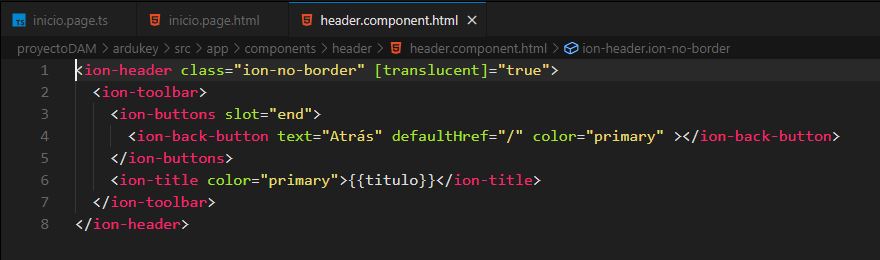 TS inicio.page.ts inicio.page.html header.component.html ×
proyectoDAM > ardukey > src > app > components > header > header.component.html > ion-header.ion-no-border
1 <ion-header class="ion-no-border" [translucent]="true">
2 <ion-toolbar>
3 <ion-buttons slot="end">
4 <ion-back-button text="Atrás" defaultHref="/" color="primary" ></ion-back-button>
5 </ion-buttons>
6 <ion-title color="primary">{{titulo}}</ion-title>
7 </ion-toolbar>
8 </ion-header>